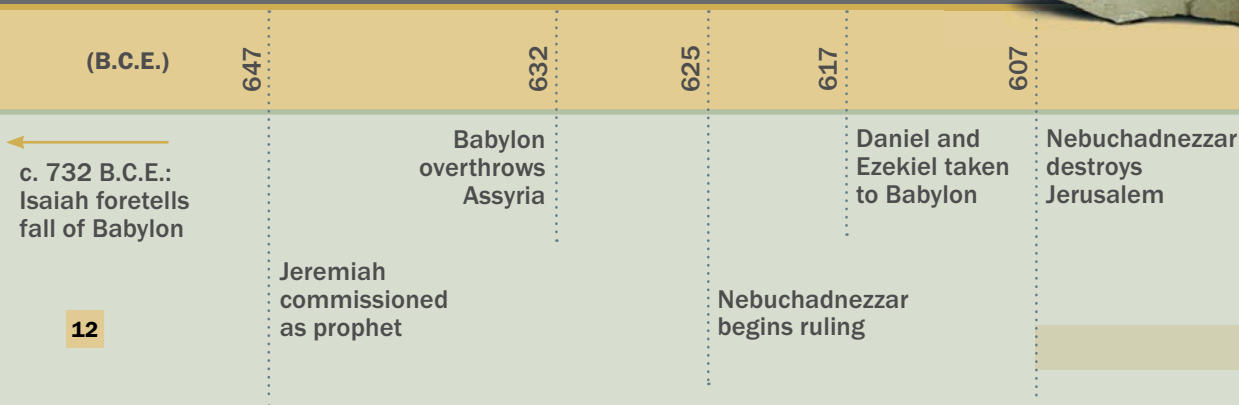 (B.C.E.)
647
632
625
617
607
c. 732 B.C.E.:
Isaiah foretells
fall of Babylon
Jeremiah
commissioned
as prophet
Babylon
overthrows
Assyria
Nebuchadnezzar
begins ruling
Daniel and
Ezekiel taken
to Babylon
Nebuchadnezzar
destroys
Jerusalem
12